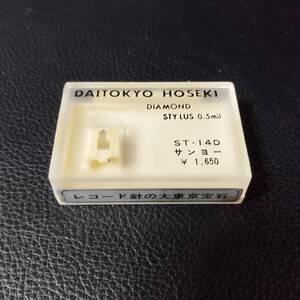 DAITOKYO HOSEKI
DIAMOND
STYLUS 0.5mil
ST-14D
サンヨー
¥ 1,650
レコード針の大東京宝石